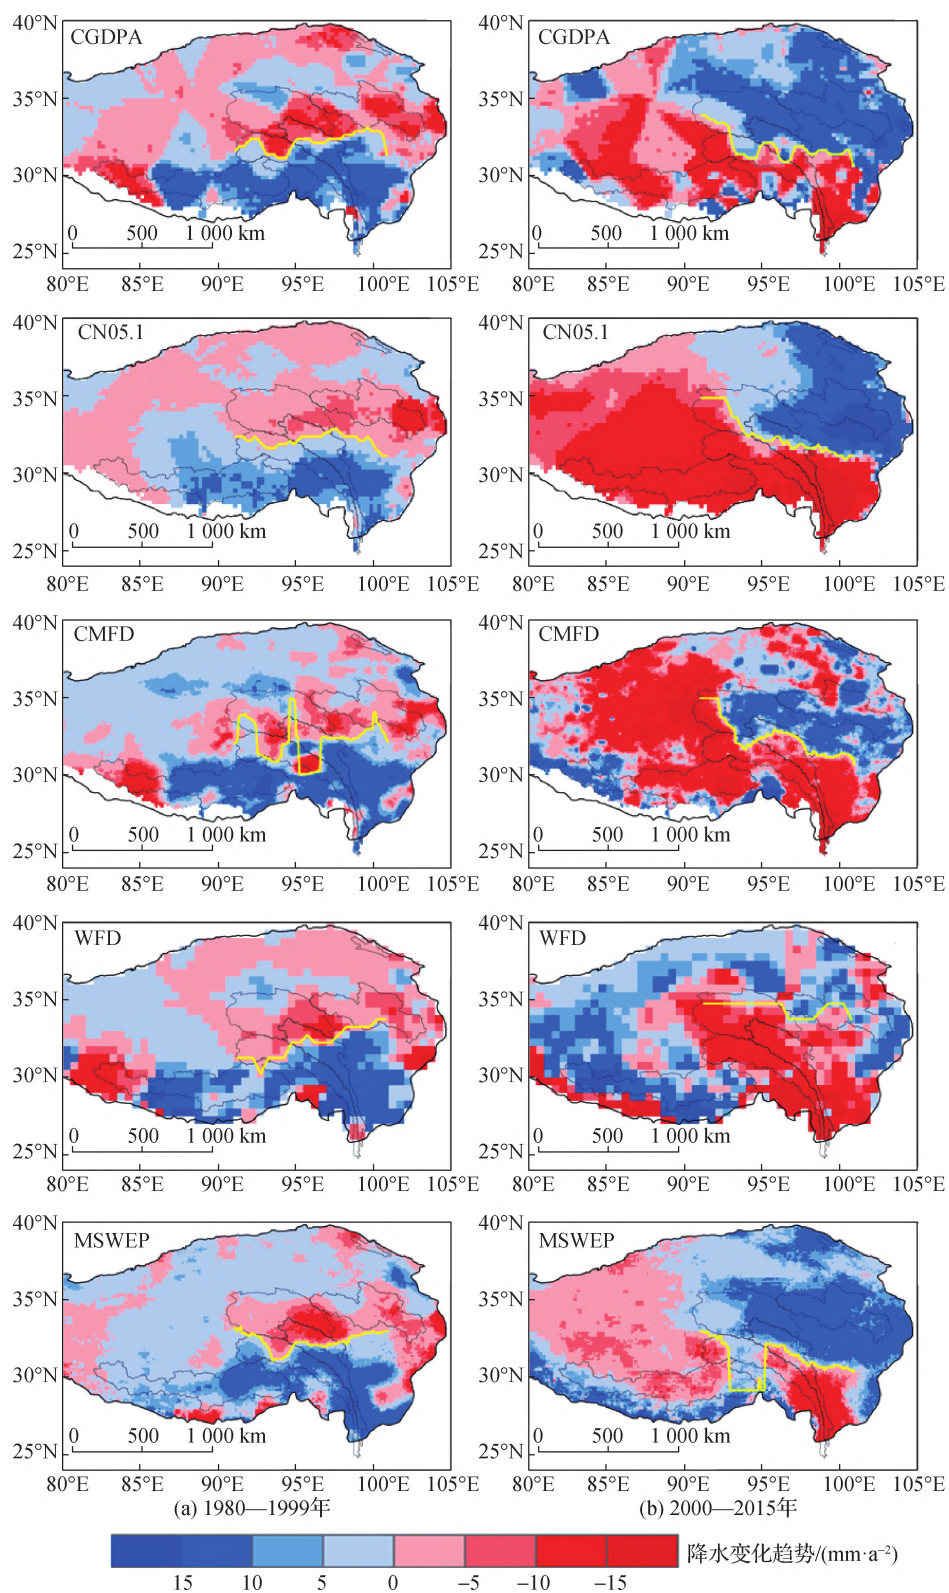 40°N 40°N
CGDPA CGDPA
35°N 35°N
30°N 30°N
0 500 1 000 km 0 500 1 000 km
25°N 25°N
80°E 85°E 90°E 95°E 100°E 105°E 80°E 85°E 90°E 95°E 100°E 105°E
40°N 40°N
CN05.1 CN05.1
35°N 35°N
30°N 30°N
0 500 1 000 km 0 500 1 000 km
25°N 25°N
80°E 85°E 90°E 95°E 100°E 105°E 80°E 85°E 90°E 95°E 100°E 105°E
40°N 40°N
CMFD CMFD
35°N 35°N
30°N 30°N
0 500 1 000 km 0 500 1 000 km
25°N 25°N
80°E 85°E 90°E 95°E 100°E 105°E 80°E 85°E 90°E 95°E 100°E 105°E
40°N 40°N
WFD WFD
35°N 35°N
30°N 30°N
0 500 1 000 km 0 500 1 000 km
25°N 25°N
80°E 85°E 90°E 95°E 100°E 105°E 80°E 85°E 90°E 95°E 100°E 105°E
40°N 40°N
MSWEP MSWEP
35°N 35°N
30°N 30°N
0 500 1 000 km 0 500 1 000 km
25°N 25°N
80°E 85°E 90°E 95°E 100°E 105°E 80°E 85°E 90°E 95°E 100°E 105°E
(a) 1980—1999年 (b) 2000—2015年
降水变化趋势/(mm·a⁻²)
15 10 5 0 −5 −10 −15